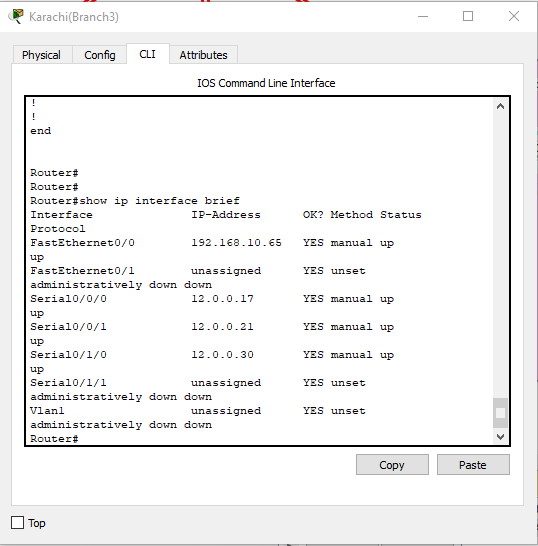 Karachi(Branch3)
Physical Config CLI Attributes
IOS Command Line Interface
!
!
end
Router#
Router#
Router#show ip interface brief
Interface IP-Address OK? Method Status
Protocol
FastEthernet0/0 192.168.10.65 YES manual up
up
FastEthernet0/1 unassigned YES unset
administratively down down
Serial0/0/0 12.0.0.17 YES manual up
up
Serial0/0/1 12.0.0.21 YES manual up
up
Serial0/1/0 12.0.0.30 YES manual up
up
Serial0/1/1 unassigned YES unset
administratively down down
Vlan1 unassigned YES unset
administratively down down
Router#
Copy Paste
Top